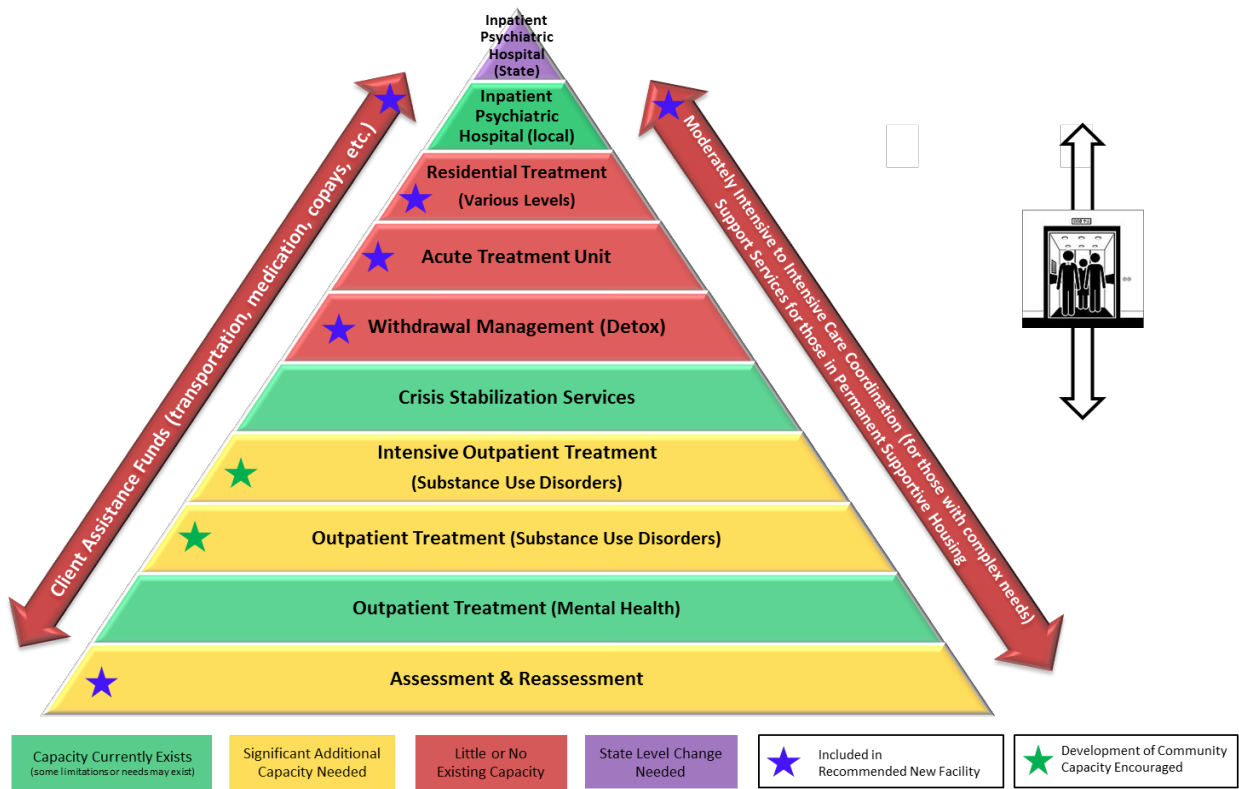 Inpatient
Psychiatric
Hospital
(State)
Inpatient
Psychiatric
Hospital (local)
Residential Treatment
(Various Levels)
Acute Treatment Unit
Withdrawal Management (Detox)
Crisis Stabilization Services
Intensive Outpatient Treatment
(Substance Use Disorders)
Outpatient Treatment (Substance Use Disorders)
Outpatient Treatment (Mental Health)
Assessment & Reassessment
Client Assistance Funds (transportation, medication, copays, etc.)
Moderately Intensive to Intensive Care Coordination (for those with complex needs)
Support Services for those in Permanent Supportive Housing
Capacity Currently Exists
(some limitations or needs may exist)
Significant Additional
Capacity Needed
Little or No
Existing Capacity
State Level Change
Needed
Included in
Recommended New Facility
Development of Community
Capacity Encouraged